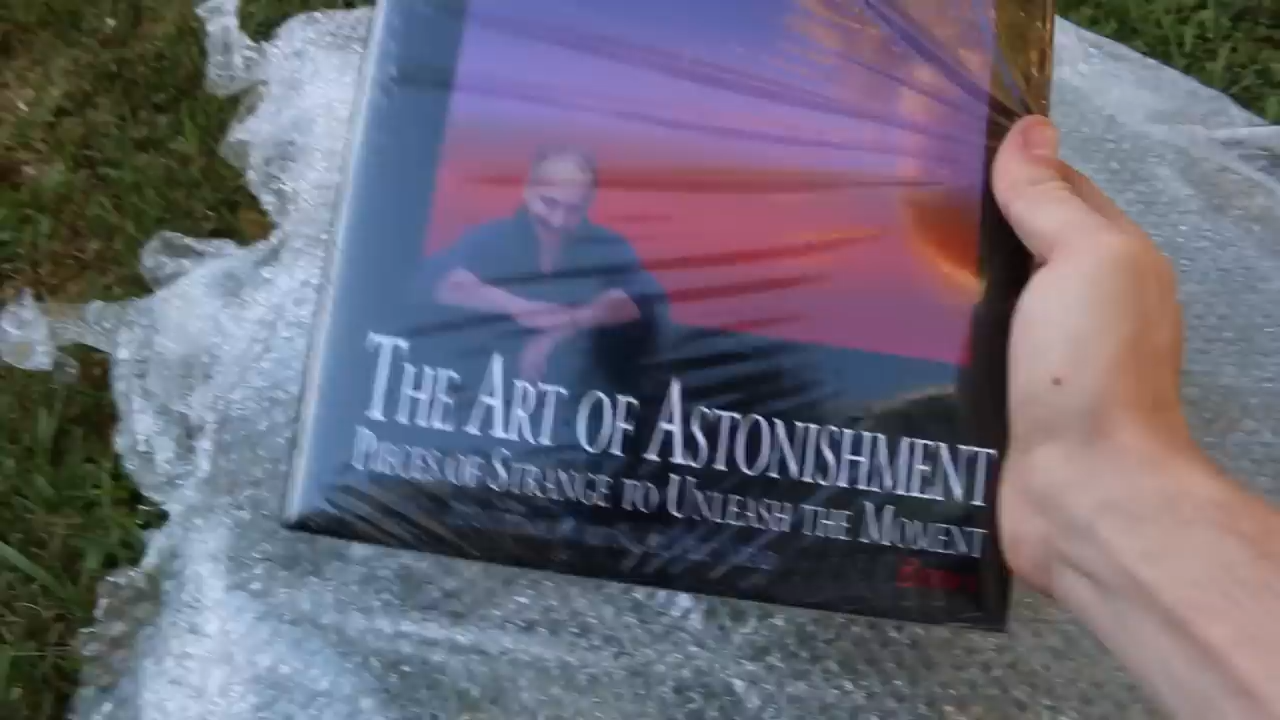 THE ART OF ASTONISHMENT
PIECES OF STRANGE TO UNLEASH THE MOMENT